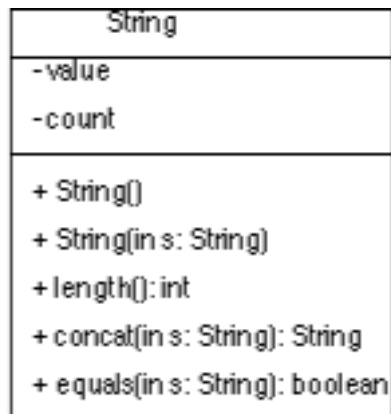 String
-value
-count
+ String()
+ String(in s: String)
+ length(): int
+ concat(in s: String): String
+ equals(in s: String): boolean